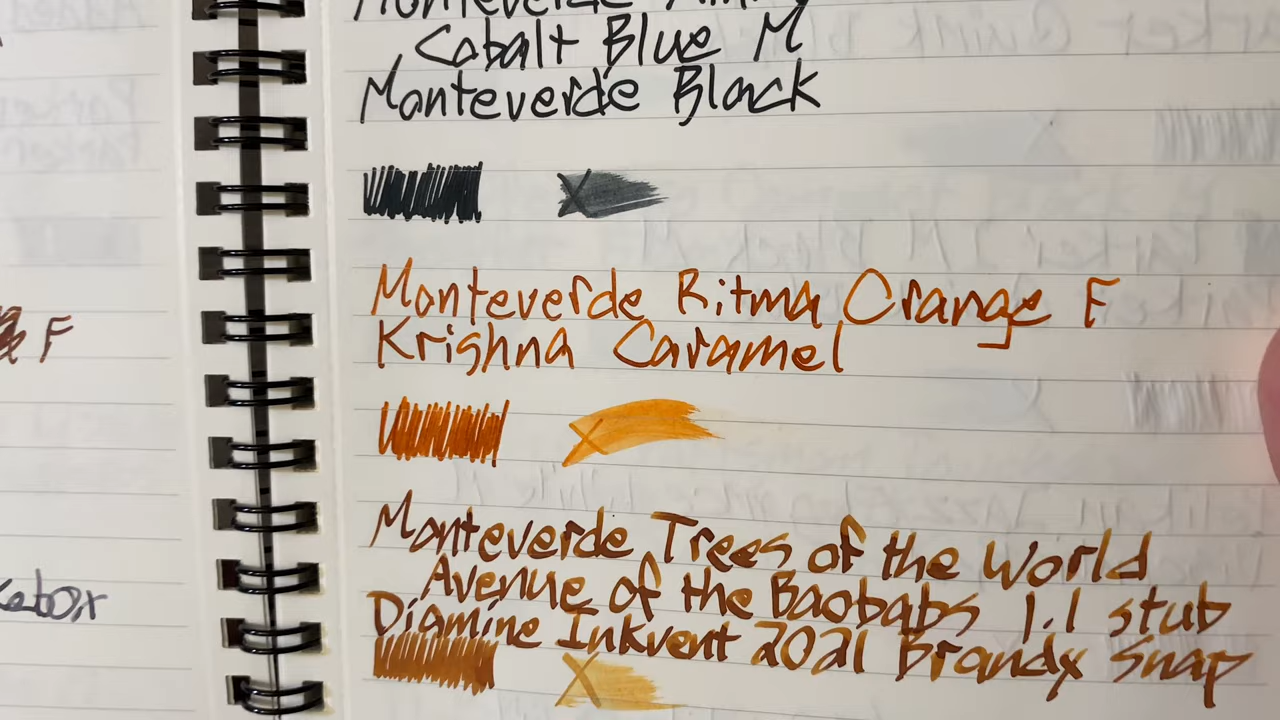 Monteverde
Cobalt Blue M
Monteverde Black
Monteverde Ritma Orange F
Krishna Caramel
F
Monteverde Trees of the World
Avenue of the Baobabs 1.1 stub
Diamine Inkvent 2021 Brandy Snap